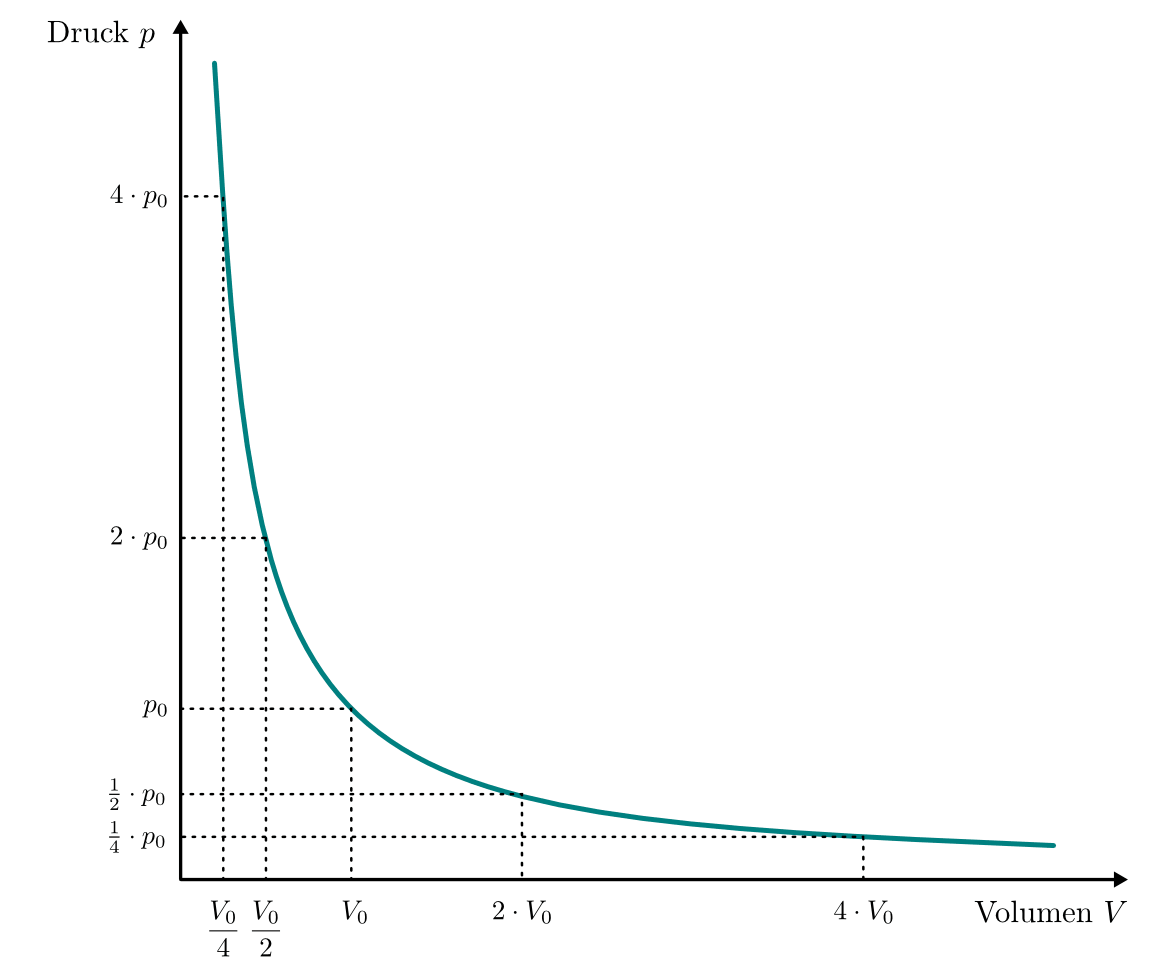 Druck p
4 · p₀
2 · p₀
p₀
1/2 · p₀
1/4 · p₀
V₀/4 V₀/2 V₀ 2 · V₀ 4 · V₀ Volumen V